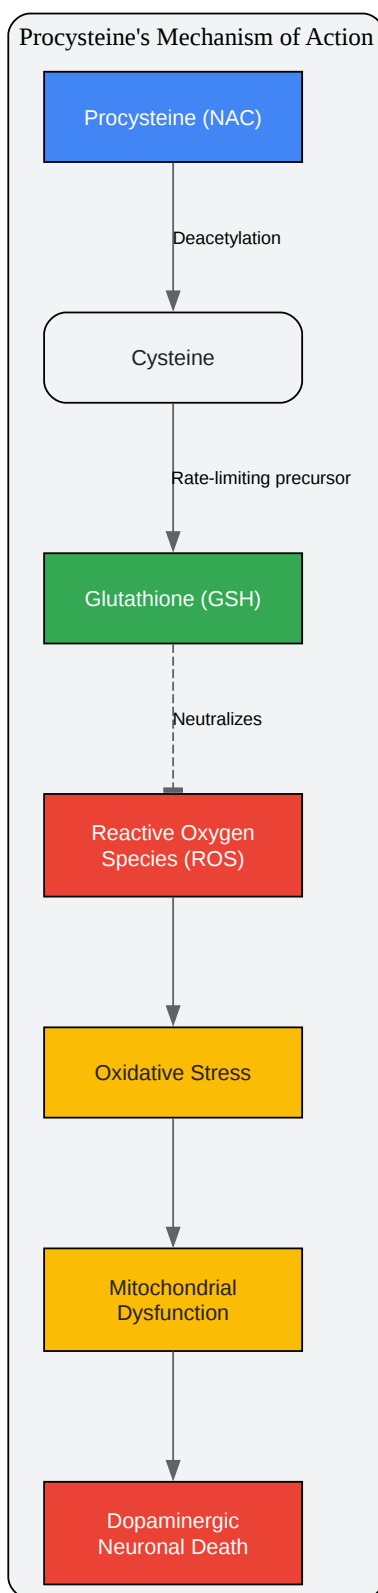 Procysteine's Mechanism of Action
Procysteine (NAC)
Deacetylation
Cysteine
Rate-limiting precursor
Glutathione (GSH)
Neutralizes
Reactive Oxygen
Species (ROS)
Oxidative Stress
Mitochondrial
Dysfunction
Dopaminergic
Neuronal Death